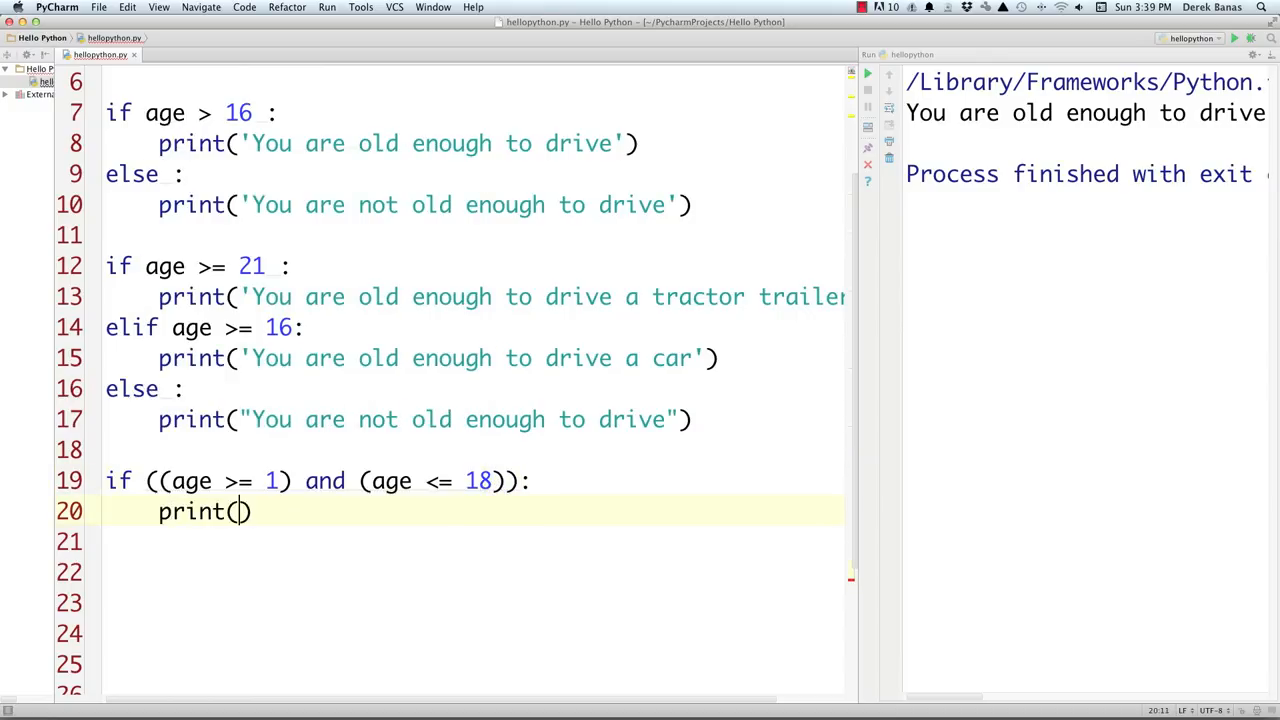 PyCharm File Edit View Navigate Code Refactor Run Tools VCS Window Help
10 Sun 3:39 PM Derek Banas
hellopython.py – Hello Python – [~/PycharmProjects/Hello Python]
Hello Python hellopython.py hellopython
hellopython.py × Run hellopython
Hello P
hell
Externa
6
7 if age > 16 :
8 print('You are old enough to drive')
9 else :
10 print('You are not old enough to drive')
11
12 if age >= 21 :
13 print('You are old enough to drive a tractor trailer
14 elif age >= 16:
15 print('You are old enough to drive a car')
16 else :
17 print("You are not old enough to drive")
18
19 if ((age >= 1) and (age <= 18)):
20 print()
21
22
23
24
25
26
/Library/Frameworks/Python.
You are old enough to drive
Process finished with exit
20:11 LF UTF-8